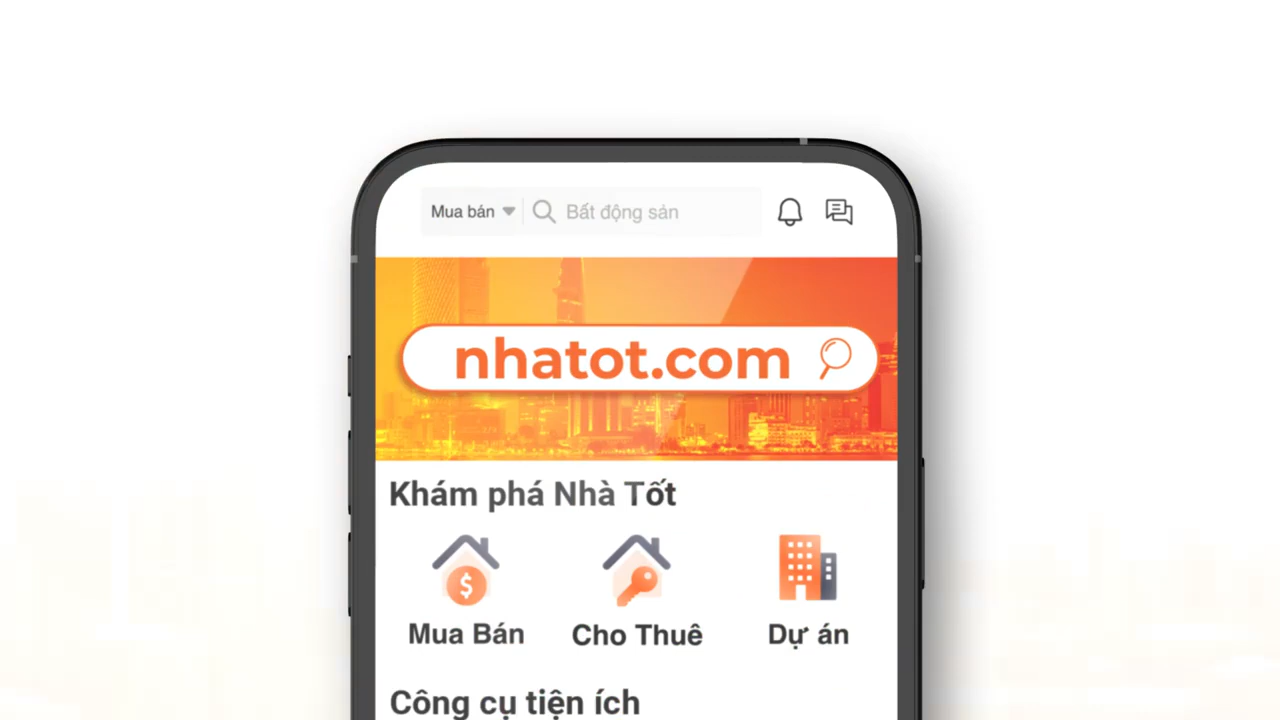 Mua bán Bất động sản
nhatot.com
Khám phá Nhà Tốt
$
Mua Bán Cho Thuê Dự án
Công cụ tiện ích